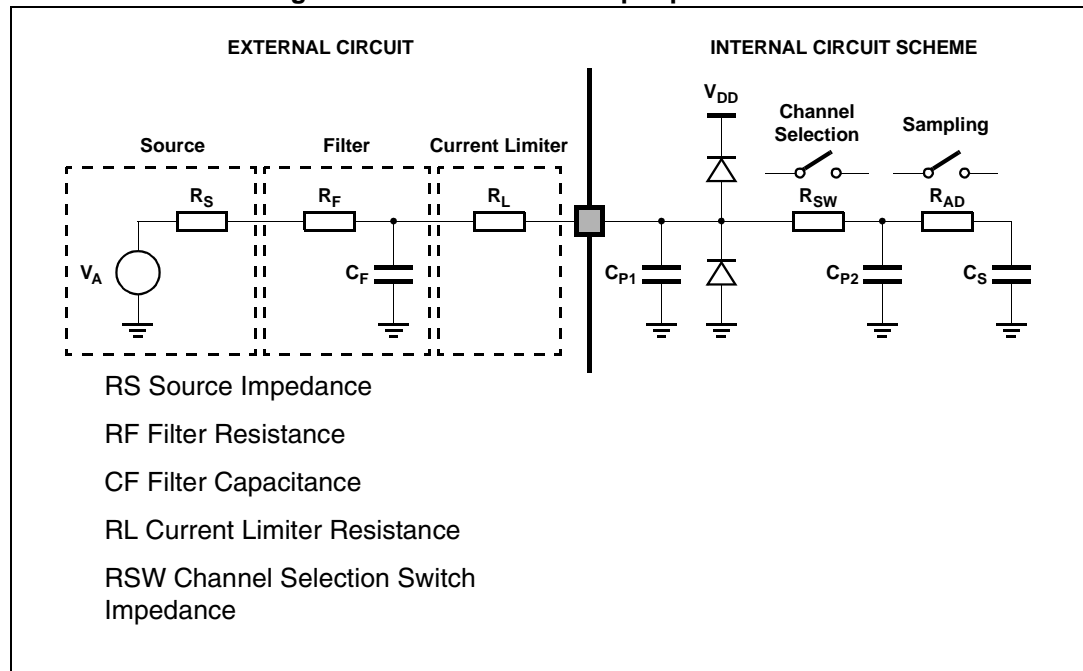 EXTERNAL CIRCUIT
INTERNAL CIRCUIT SCHEME
VDD
Channel
Selection
Sampling
Source
Filter
Current Limiter
RS
RF
RL
RSW
RAD
VA
CF
CP1
CP2
CS
RS Source Impedance
RF Filter Resistance
CF Filter Capacitance
RL Current Limiter Resistance
RSW Channel Selection Switch
Impedance